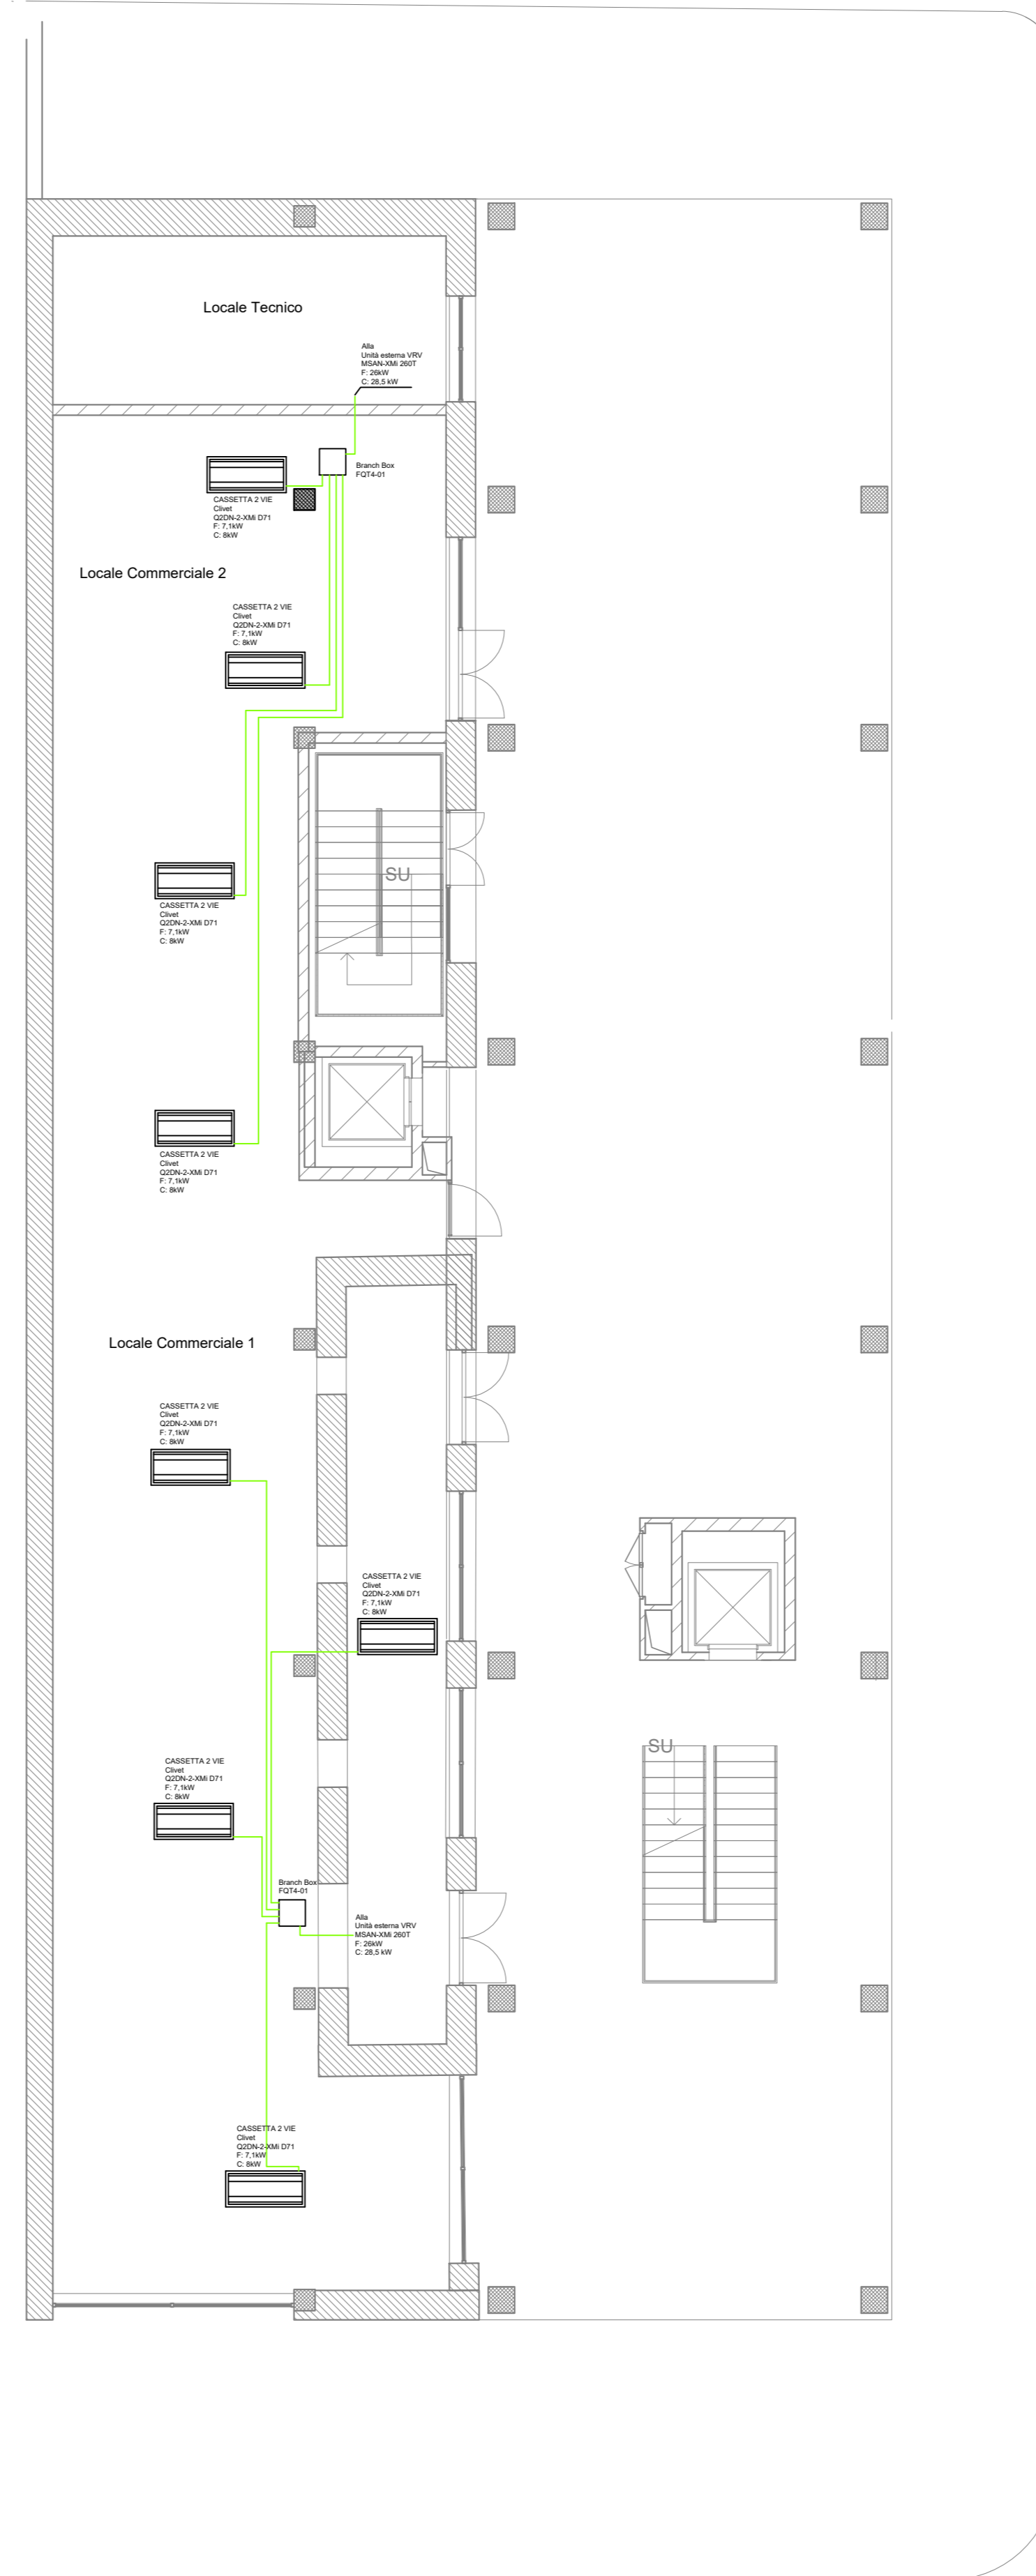 Locale Tecnico
Alla
Unità esterna VRV
MSAN-XMi 260T
F: 26kW
C: 28,5 kW
Branch Box
FQT4-01
CASSETTA 2 VIE
Clivet
Q2DN-2-XMi D71
F: 7,1kW
C: 8kW
Locale Commerciale 2
CASSETTA 2 VIE
Clivet
Q2DN-2-XMi D71
F: 7,1kW
C: 8kW
SU
CASSETTA 2 VIE
Clivet
Q2DN-2-XMi D71
F: 7,1kW
C: 8kW
CASSETTA 2 VIE
Clivet
Q2DN-2-XMi D71
F: 7,1kW
C: 8kW
Locale Commerciale 1
CASSETTA 2 VIE
Clivet
Q2DN-2-XMi D71
F: 7,1kW
C: 8kW
CASSETTA 2 VIE
Clivet
Q2DN-2-XMi D71
F: 7,1kW
C: 8kW
SU
CASSETTA 2 VIE
Clivet
Q2DN-2-XMi D71
F: 7,1kW
C: 8kW
Branch Box
FQT4-01
Alla
Unità esterna VRV
MSAN-XMi 260T
F: 26kW
C: 28,5 kW
CASSETTA 2 VIE
Clivet
Q2DN-2-XMi D71
F: 7,1kW
C: 8kW